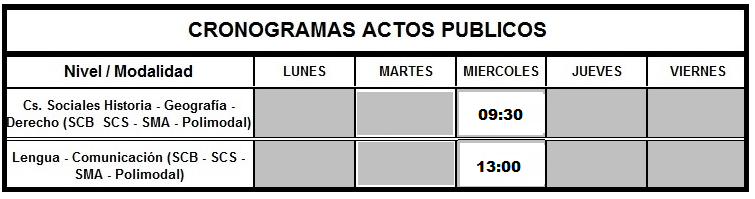 CRONOGRAMAS ACTOS PUBLICOS
Nivel / Modalidad LUNES MARTES MIERCOLES JUEVES VIERNES
Cs. Sociales Historia - Geografía -
Derecho (SCB SCS - SMA - Polimodal)
09:30
Lengua - Comunicación (SCB - SCS -
SMA - Polimodal)
13:00